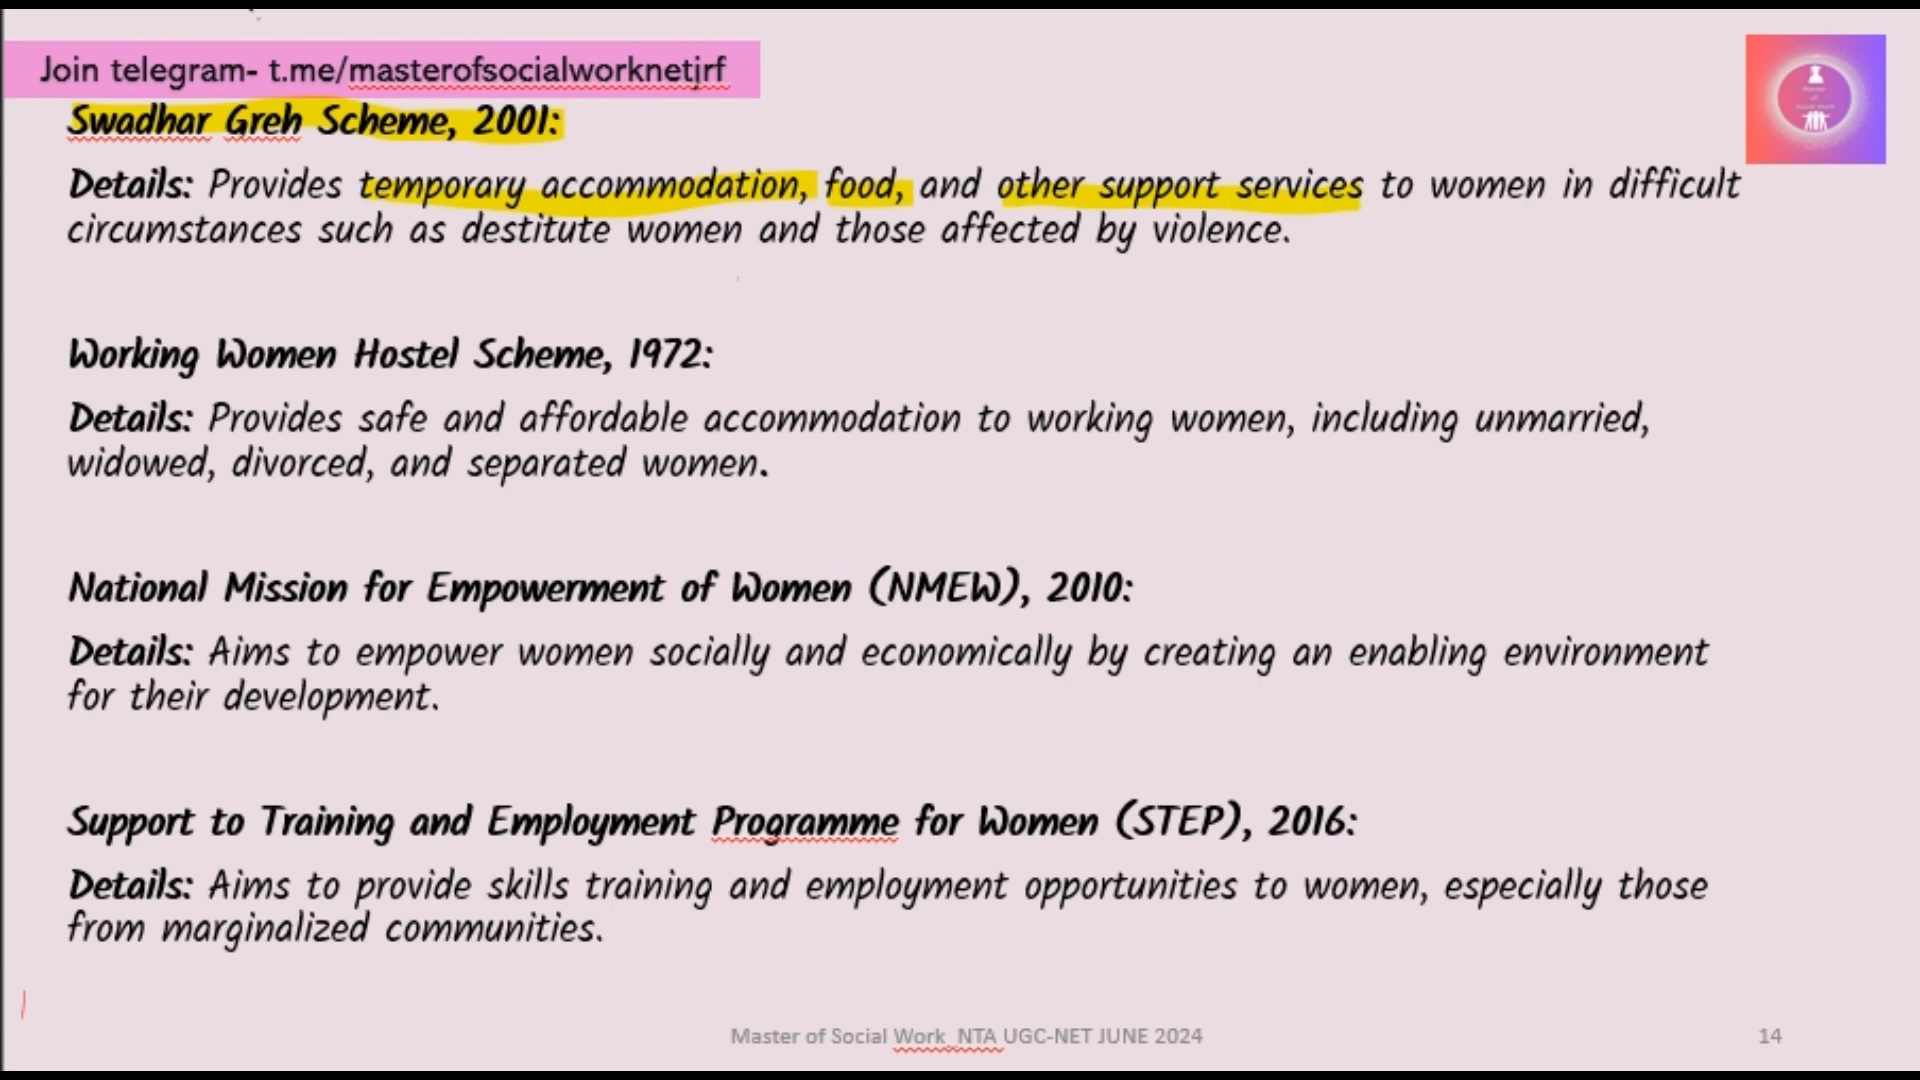 Join telegram- t.me/masterofsocialworknetjrf
Swadhar Greh Scheme, 2001:
Details: Provides temporary accommodation, food, and other support services to women in difficult
circumstances such as destitute women and those affected by violence.
Working Women Hostel Scheme, 1972:
Details: Provides safe and affordable accommodation to working women, including unmarried,
widowed, divorced, and separated women.
National Mission for Empowerment of Women (NMEW), 2010:
Details: Aims to empower women socially and economically by creating an enabling environment
for their development.
Support to Training and Employment Programme for Women (STEP), 2016:
Details: Aims to provide skills training and employment opportunities to women, especially those
from marginalized communities.
Master of Social Work_NTA UGC-NET JUNE 2024
14